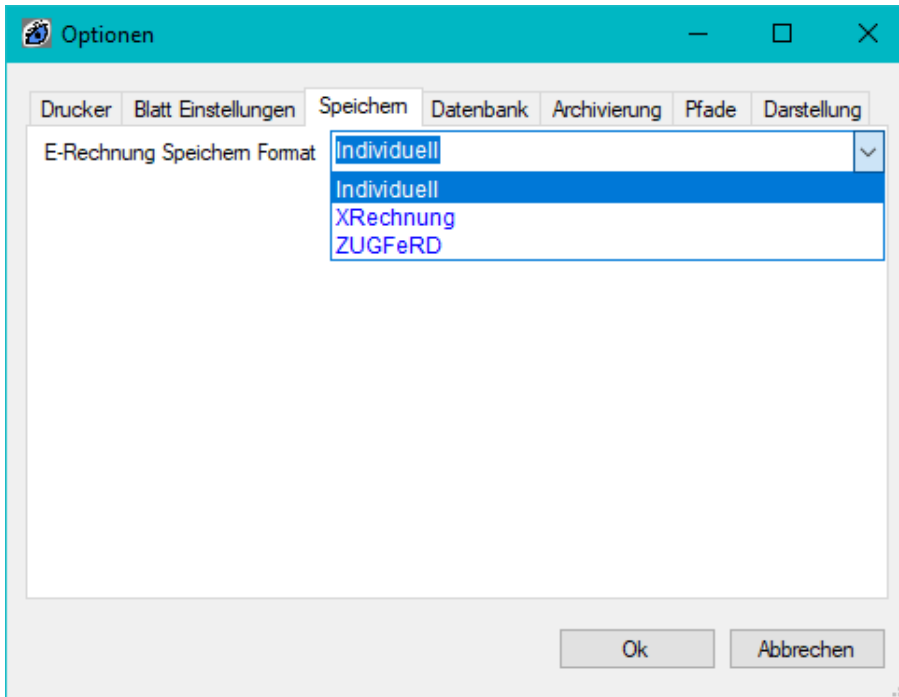 Optionen
Drucker Blatt Einstellungen Speichern Datenbank Archivierung Pfade Darstellung
E-Rechnung Speichern Format Individuell
Individuell
XRechnung
ZUGFeRD
Ok Abbrechen